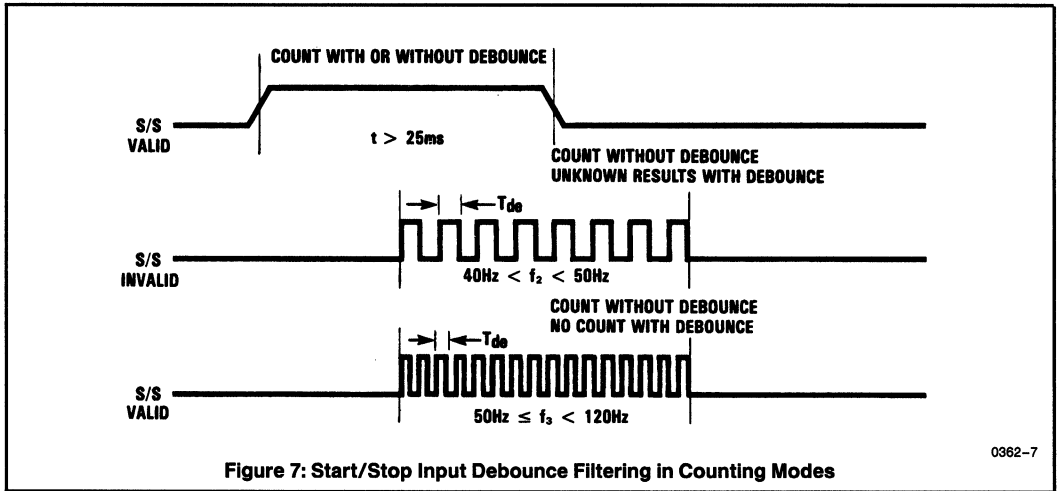 COUNT WITH OR WITHOUT DEBOUNCE
S/S
VALID
t > 25ms
COUNT WITHOUT DEBOUNCE
UNKNOWN RESULTS WITH DEBOUNCE
Tde
S/S
INVALID
40Hz < f₂ < 50Hz
COUNT WITHOUT DEBOUNCE
NO COUNT WITH DEBOUNCE
Tde
S/S
VALID
50Hz ≤ f₃ < 120Hz
0362–7
Figure 7: Start/Stop Input Debounce Filtering in Counting Modes